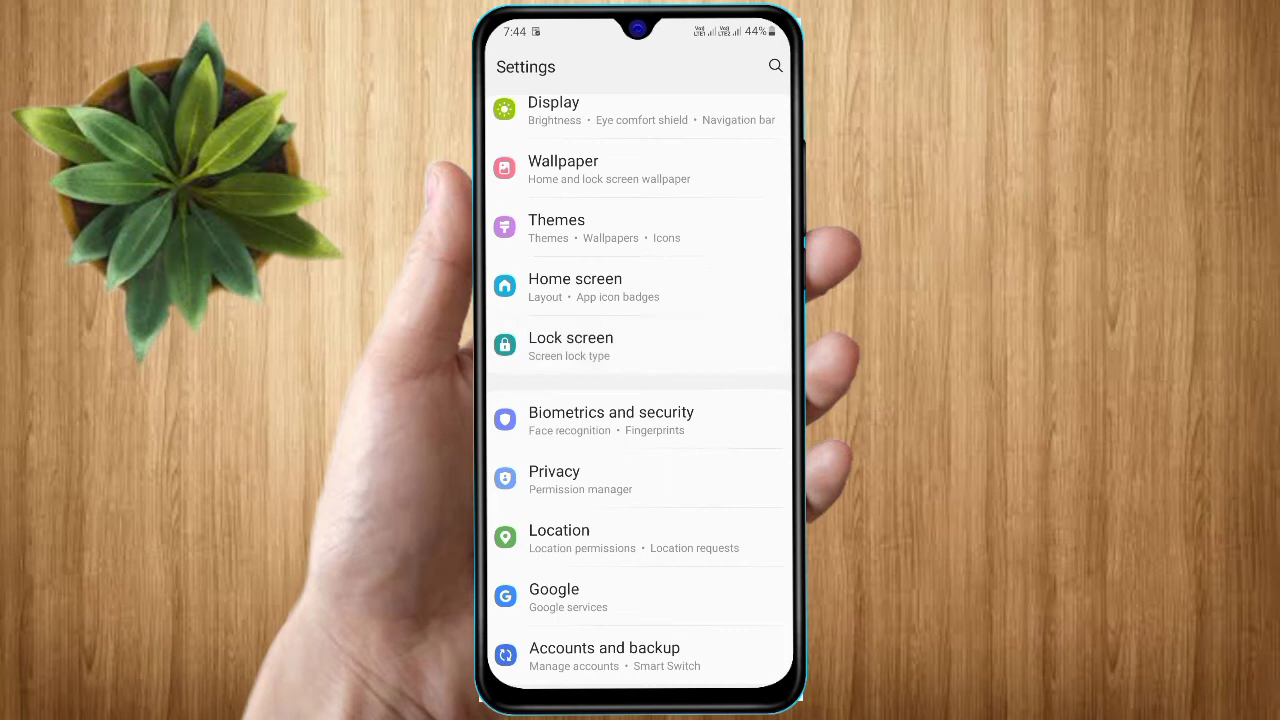 7:44
VoLTE1 VoLTE2 44%
Settings
Display
Brightness • Eye comfort shield • Navigation bar
Wallpaper
Home and lock screen wallpaper
Themes
Themes • Wallpapers • Icons
Home screen
Layout • App icon badges
Lock screen
Screen lock type
Biometrics and security
Face recognition • Fingerprints
Privacy
Permission manager
Location
Location permissions • Location requests
Google
Google services
Accounts and backup
Manage accounts • Smart Switch